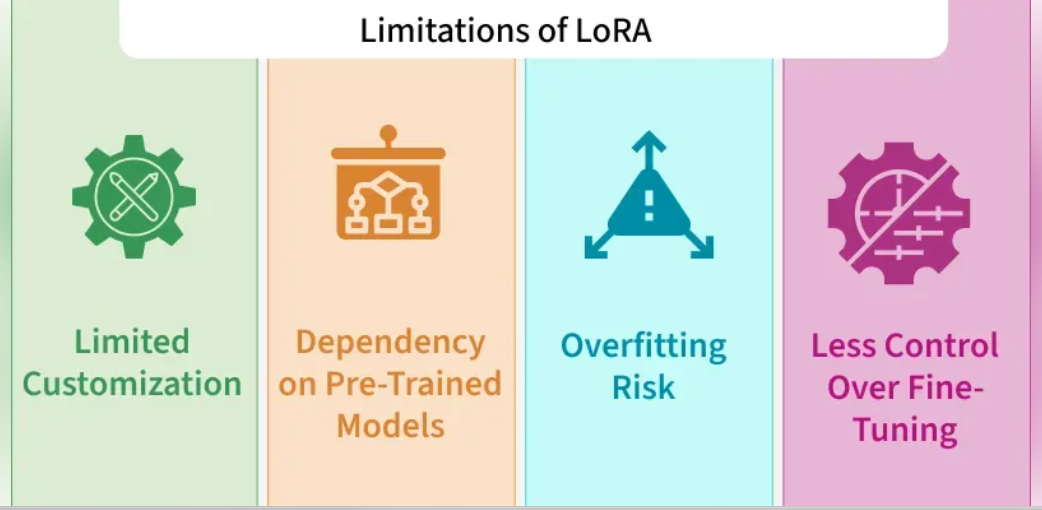 Limitations of LoRA
Limited
Customization
Dependency
on Pre-Trained
Models
Overfitting
Risk
Less Control
Over Fine-
Tuning